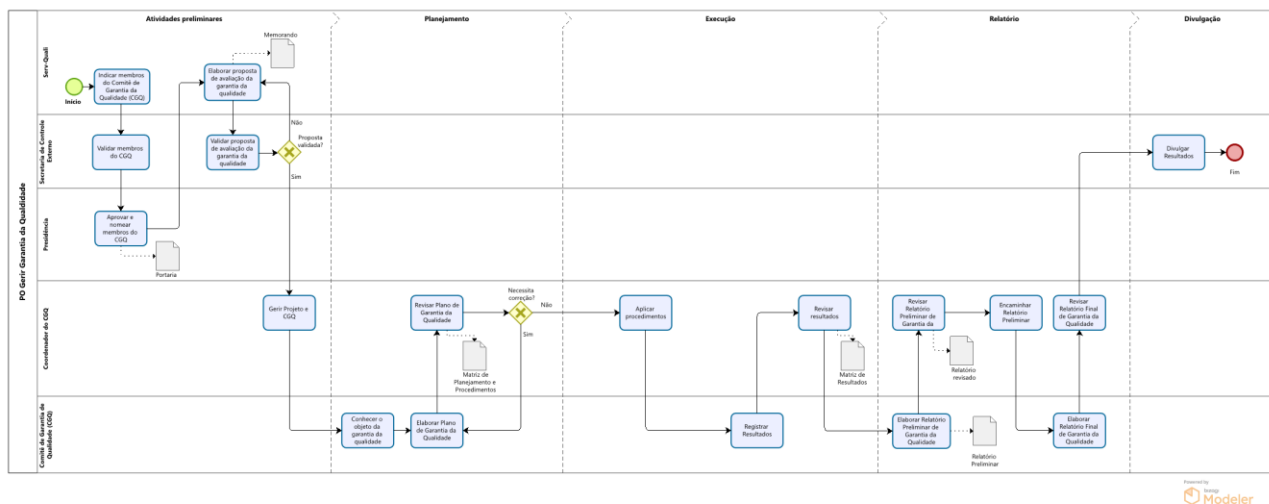 PO Gerir Garantia da Qualdidade
Atividades preliminares
Planejamento
Execução
Relatório
Divulgação
Serv-Quali
Início
Indicar membros
do Comitê de
Garantia da
Qualidade (CGQ)
Elaborar proposta
de avaliação da
garantia da
qualidade
Memorando
Secretaria de Controle
Externo
Validar membros
do CGQ
Validar proposta
de avaliação da
garantia da
qualidade
Não
Proposta
validada?
Sim
Divulgar
Resultados
Fim
Presidência
Aprovar e
nomear
membros do
CGQ
Portaria
Coordenador do CGQ
Gerir Projeto e
CGQ
Revisar Plano de
Garantia da
Qualidade
Necessita
correção?
Não
Sim
Matriz de
Planejamento e
Procedimentos
Aplicar
procedimentos
Revisar
resultados
Matriz de
Resultados
Revisar
Relatório
Preliminar de
Garantia da
Relatório
revisado
Encaminhar
Relatório
Preliminar
Revisar
Relatório Final
de Garantia da
Qualidade
Comitê de Garantia da
Qualidade (CGQ)
Conhecer o
objeto da
garantia da
qualidade
Elaborar Plano
de Garantia da
Qualidade
Registrar
Resultados
Elaborar Relatório
Preliminar de
Garantia da
Qualidade
Relatório
Preliminar
Elaborar
Relatório Final
de Garantia da
Qualidade
Powered by
bizagi
Modeler